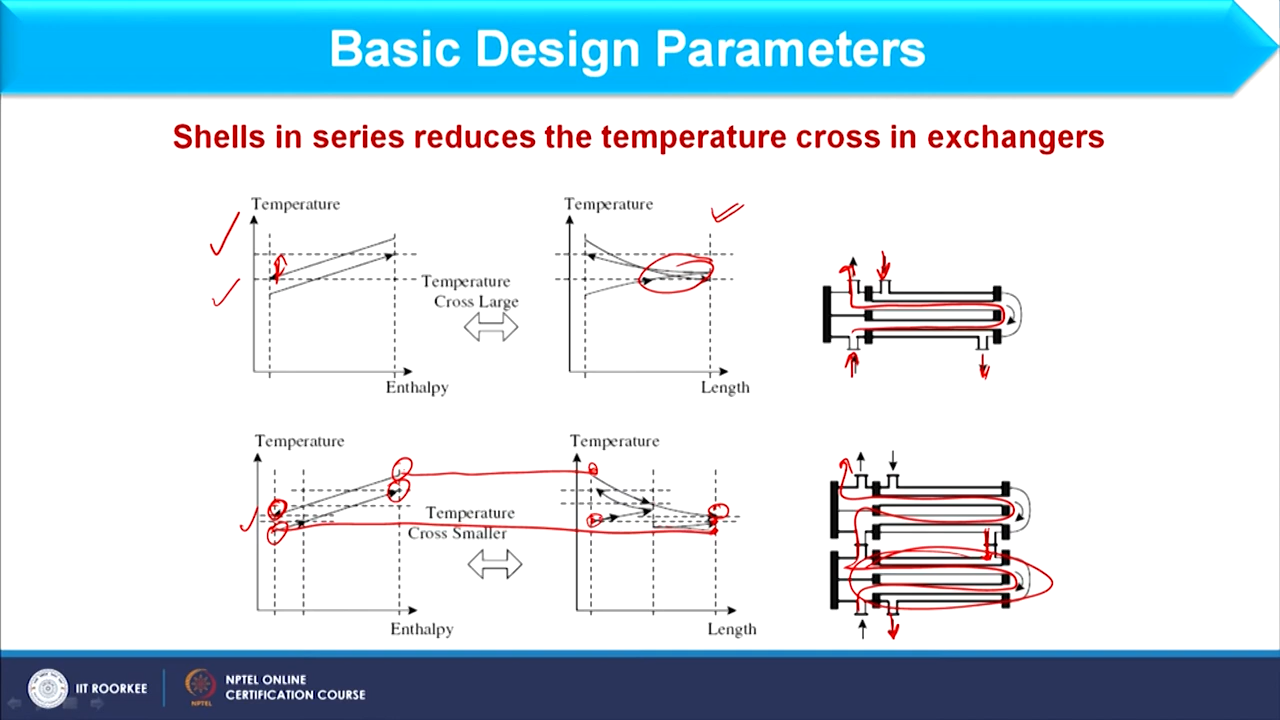 Basic Design Parameters
Shells in series reduces the temperature cross in exchangers
Temperature
Temperature
Temperature
Cross Large
Enthalpy
Length
Temperature
Temperature
Temperature
Cross Smaller
Enthalpy
Length
IIT ROORKEE
NPTEL
NPTEL ONLINE
CERTIFICATION COURSE